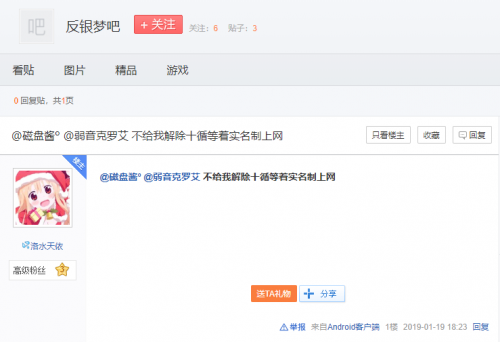 吧
反银梦吧
+ 关注
关注: 6 贴子: 3
看贴 图片 精品 游戏
0 回复贴，共1页
@磁盘酱º @弱音克罗艾 不给我解除十循等着实名制上网
只看楼主 收藏 回复
楼主
@磁盘酱º @弱音克罗艾 不给我解除十循等着实名制上网
洛水天依
高级粉丝 3
送TA礼物
分享
举报 来自Android客户端 1楼 2019-01-19 18:23 回复